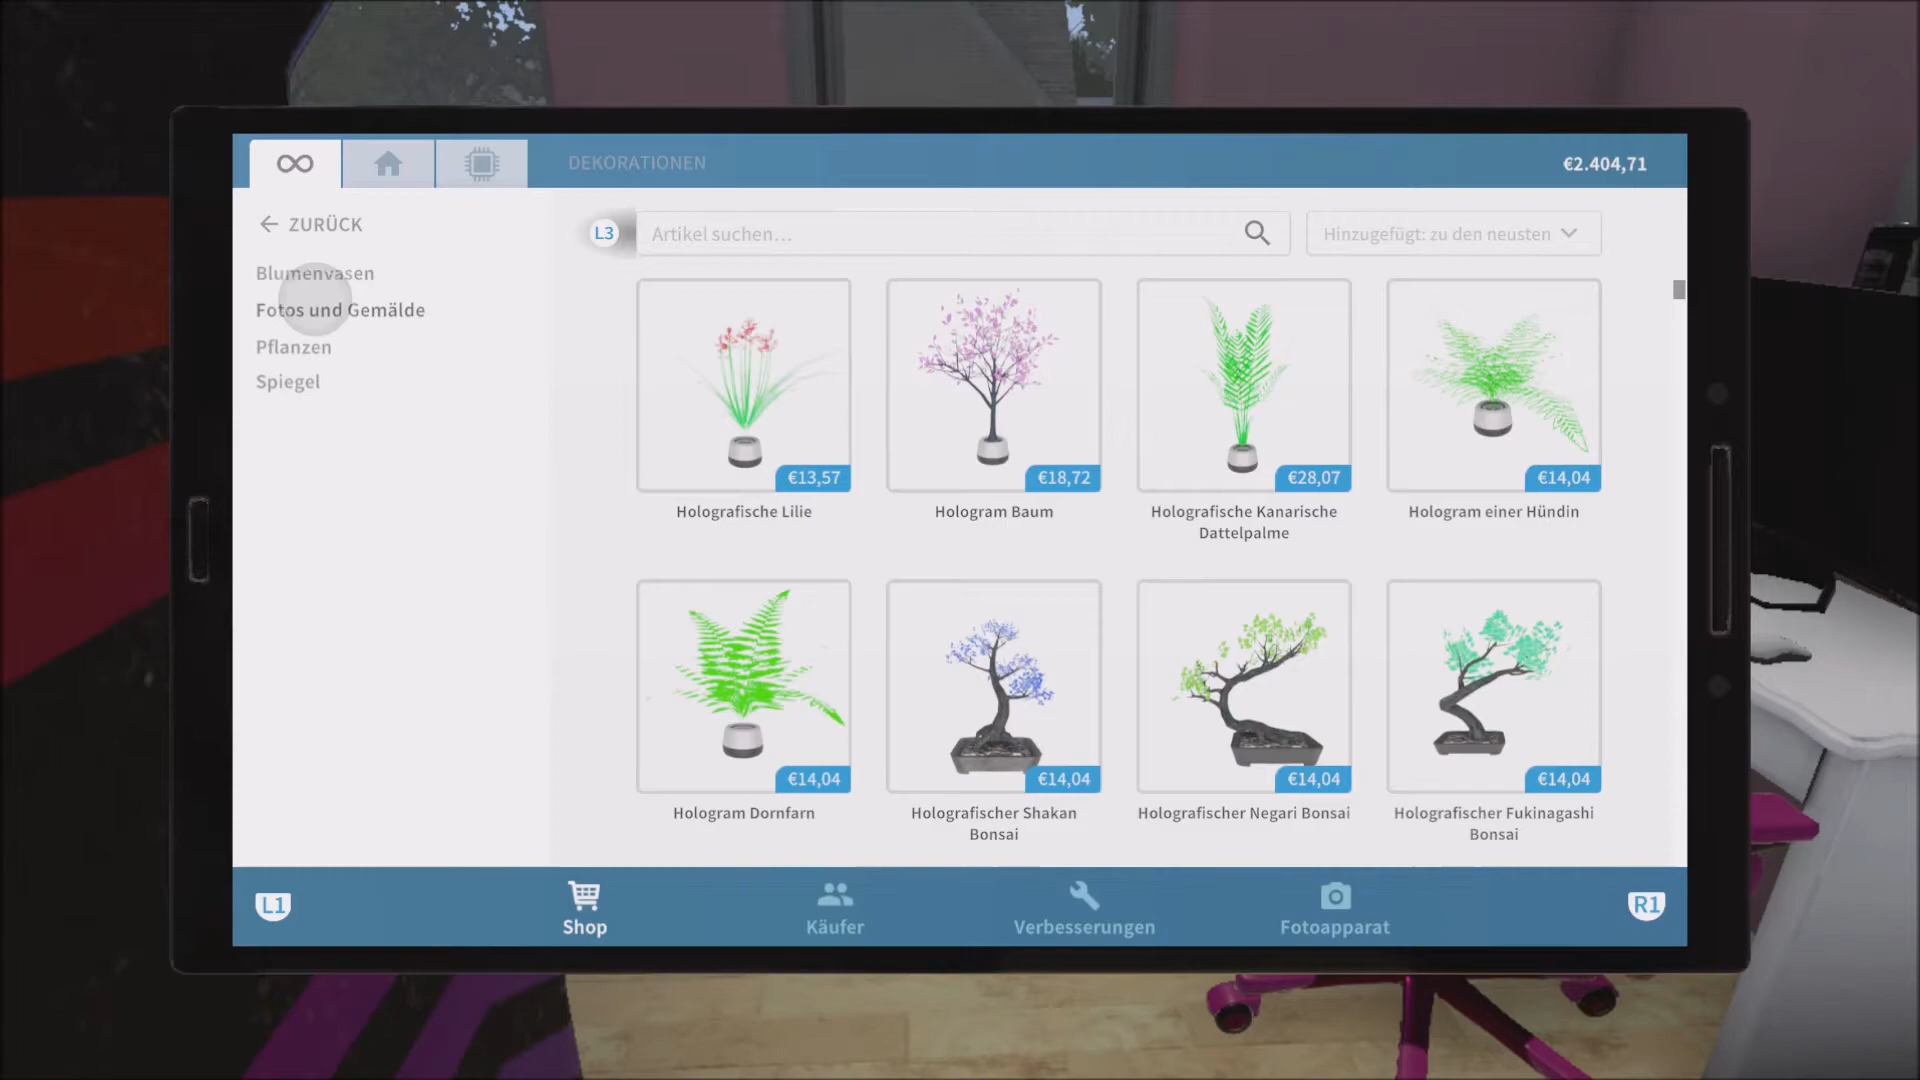 DEKORATIONEN
€2.404,71
ZURÜCK
Blumenvasen
Fotos und Gemälde
Pflanzen
Spiegel
L3
Artikel suchen...
Hinzugefügt: zu den neusten
€13,57
€18,72
€28,07
€14,04
Holografische Lilie
Hologram Baum
Holografische Kanarische
Dattelpalme
Hologram einer Hündin
€14,04
€14,04
€14,04
€14,04
Hologram Dornfarn
Holografischer Shakan
Bonsai
Holografischer Negari Bonsai
Holografischer Fukinagashi
Bonsai
L1
Shop
Käufer
Verbesserungen
Fotoapparat
R1